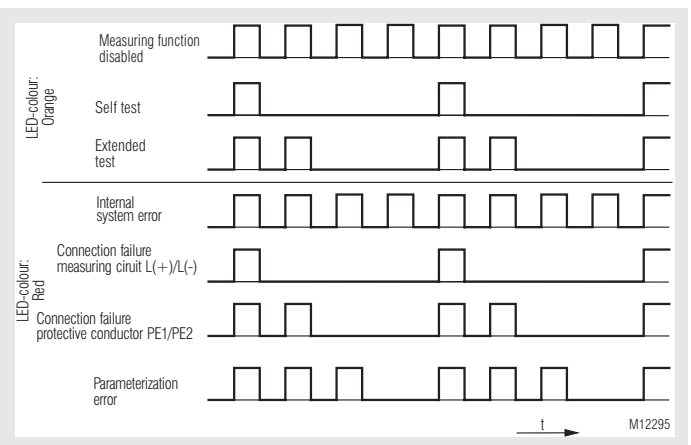 LED-colour:
Orange
Measuring function
disabled
Self test
Extended
test
LED-colour:
Red
Internal
system error
Connection failure
measuring ciruit L(+)/L(-)
Connection failure
protective conductor PE1/PE2
Parameterization
error
t
M12295